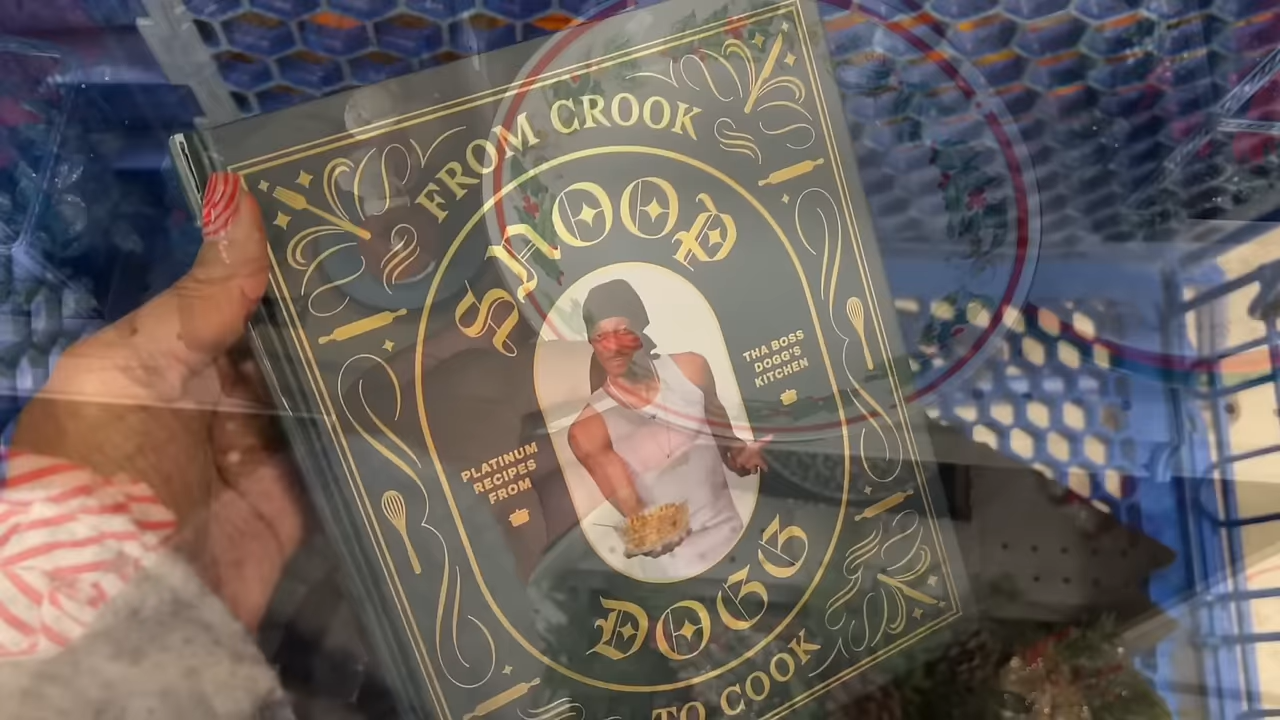 FROM CROOK
SNOOP
THA BOSS
DOGG'S
KITCHEN
PLATINUM
RECIPES
FROM
DOGG
TO COOK